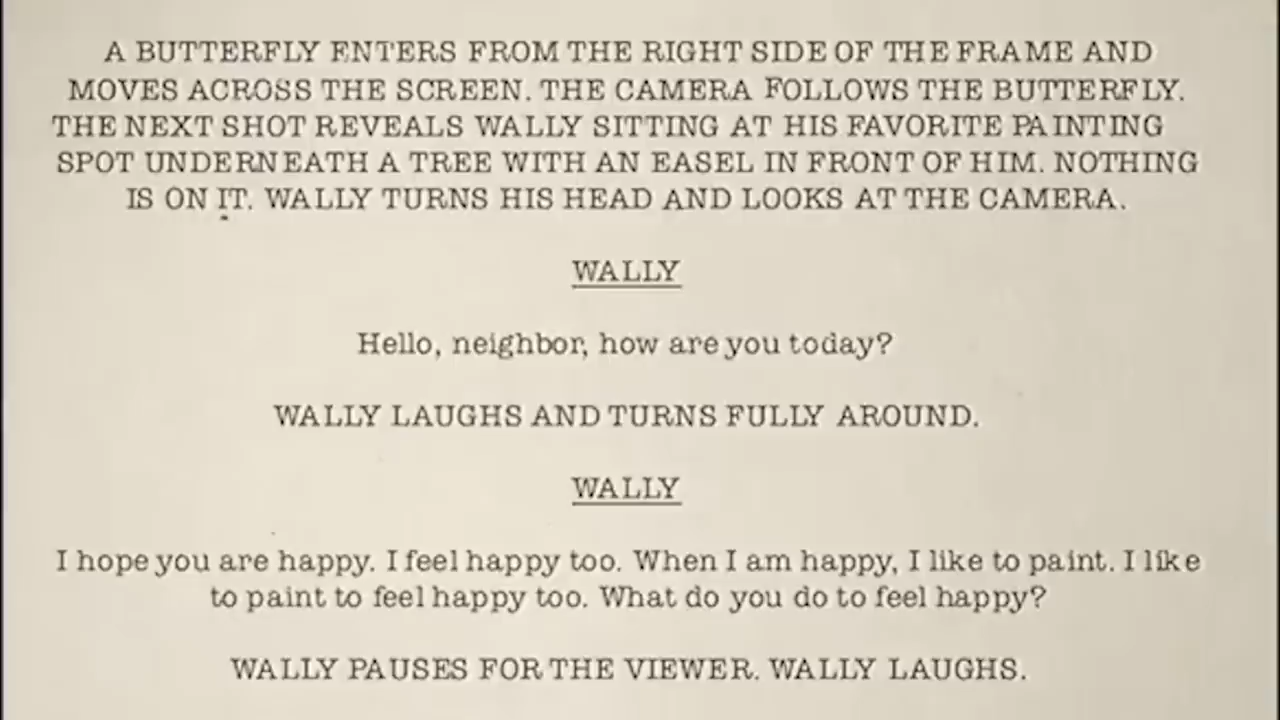 A BUTTERFLY ENTERS FROM THE RIGHT SIDE OF THE FRAME AND
MOVES ACROSS THE SCREEN. THE CAMERA FOLLOWS THE BUTTERFLY.
THE NEXT SHOT REVEALS WALLY SITTING AT HIS FAVORITE PAINTING
SPOT UNDERNEATH A TREE WITH AN EASEL IN FRONT OF HIM. NOTHING
IS ON IT. WALLY TURNS HIS HEAD AND LOOKS AT THE CAMERA.
WALLY
Hello, neighbor, how are you today?
WALLY LAUGHS AND TURNS FULLY AROUND.
WALLY
I hope you are happy. I feel happy too. When I am happy, I like to paint. I like
to paint to feel happy too. What do you do to feel happy?
WALLY PAUSES FOR THE VIEWER. WALLY LAUGHS.